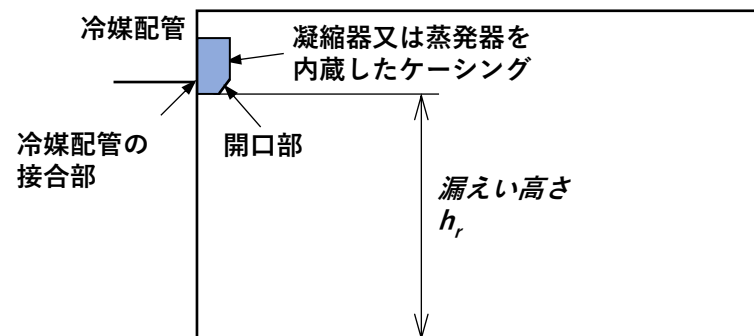 冷媒配管
凝縮器又は蒸発器を
内蔵したケーシング
冷媒配管の
接合部
開口部
漏えい高さ
hr